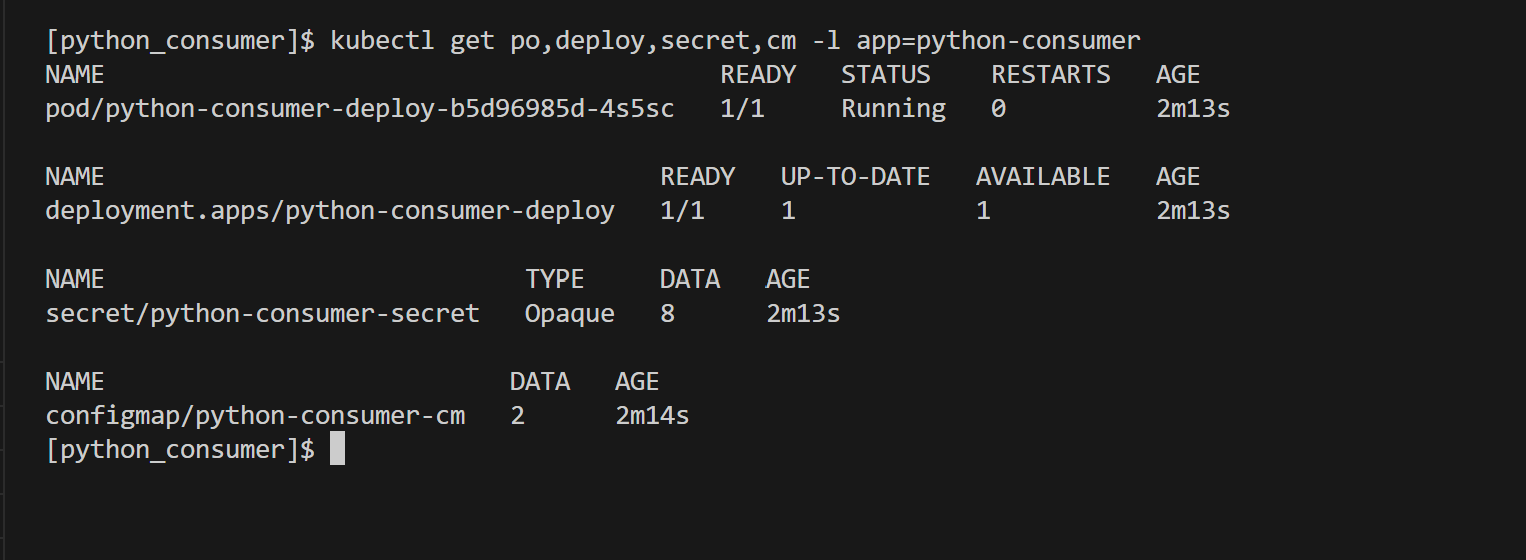 [python_consumer]$ kubectl get po,deploy,secret,cm -l app=python-consumer
NAME READY STATUS RESTARTS AGE
pod/python-consumer-deploy-b5d96985d-4s5sc 1/1 Running 0 2m13s
NAME READY UP-TO-DATE AVAILABLE AGE
deployment.apps/python-consumer-deploy 1/1 1 1 2m13s
NAME TYPE DATA AGE
secret/python-consumer-secret Opaque 8 2m13s
NAME DATA AGE
configmap/python-consumer-cm 2 2m14s
[python_consumer]$